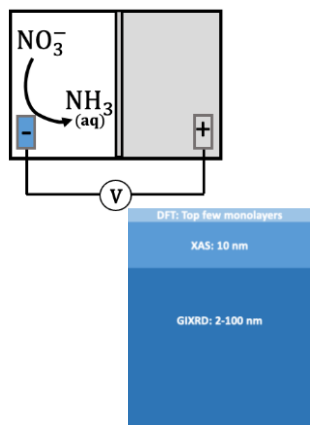 NO₃⁻
NH₃
(aq)
-
+
V
DFT: Top few monolayers
XAS: 10 nm
GIXRD: 2-100 nm